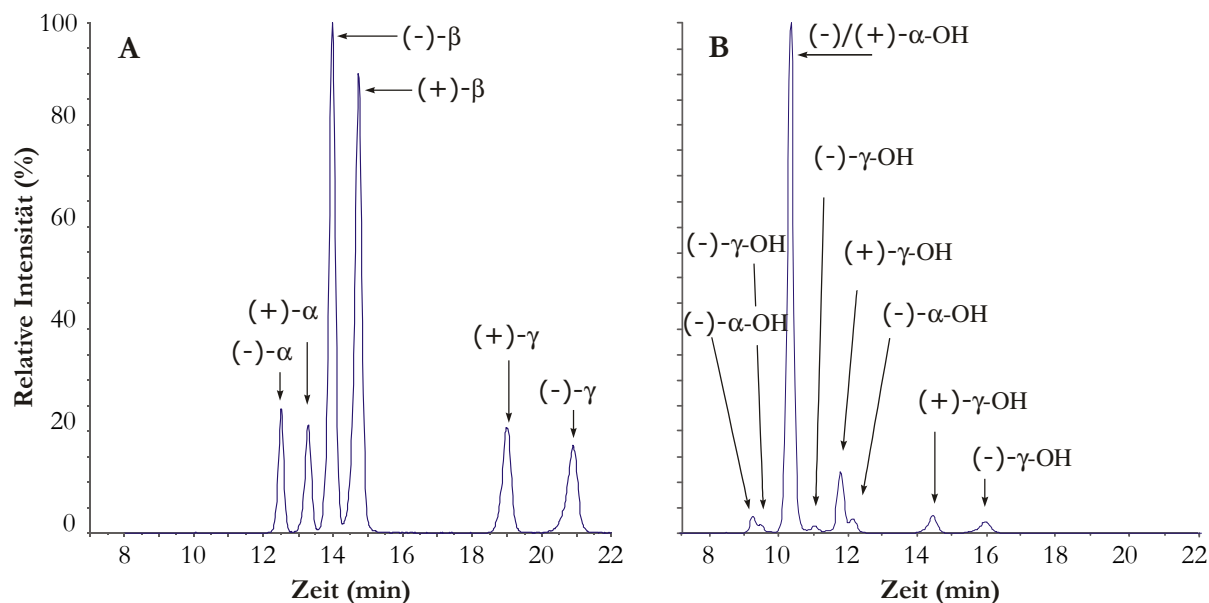 A
Relative Intensität (%)
100
80
60
40
20
0
(-)-β
(+)-β
(+)-α
(-)-α
(+)-γ
(-)-γ
8 10 12 14 16 18 20 22
Zeit (min)
B
(-)/(+)-α-OH
(-)-γ-OH
(-)-γ-OH
(+)-γ-OH
(-)-α-OH
(-)-α-OH
(+)-γ-OH
(-)-γ-OH
8 10 12 14 16 18 20 22
Zeit (min)